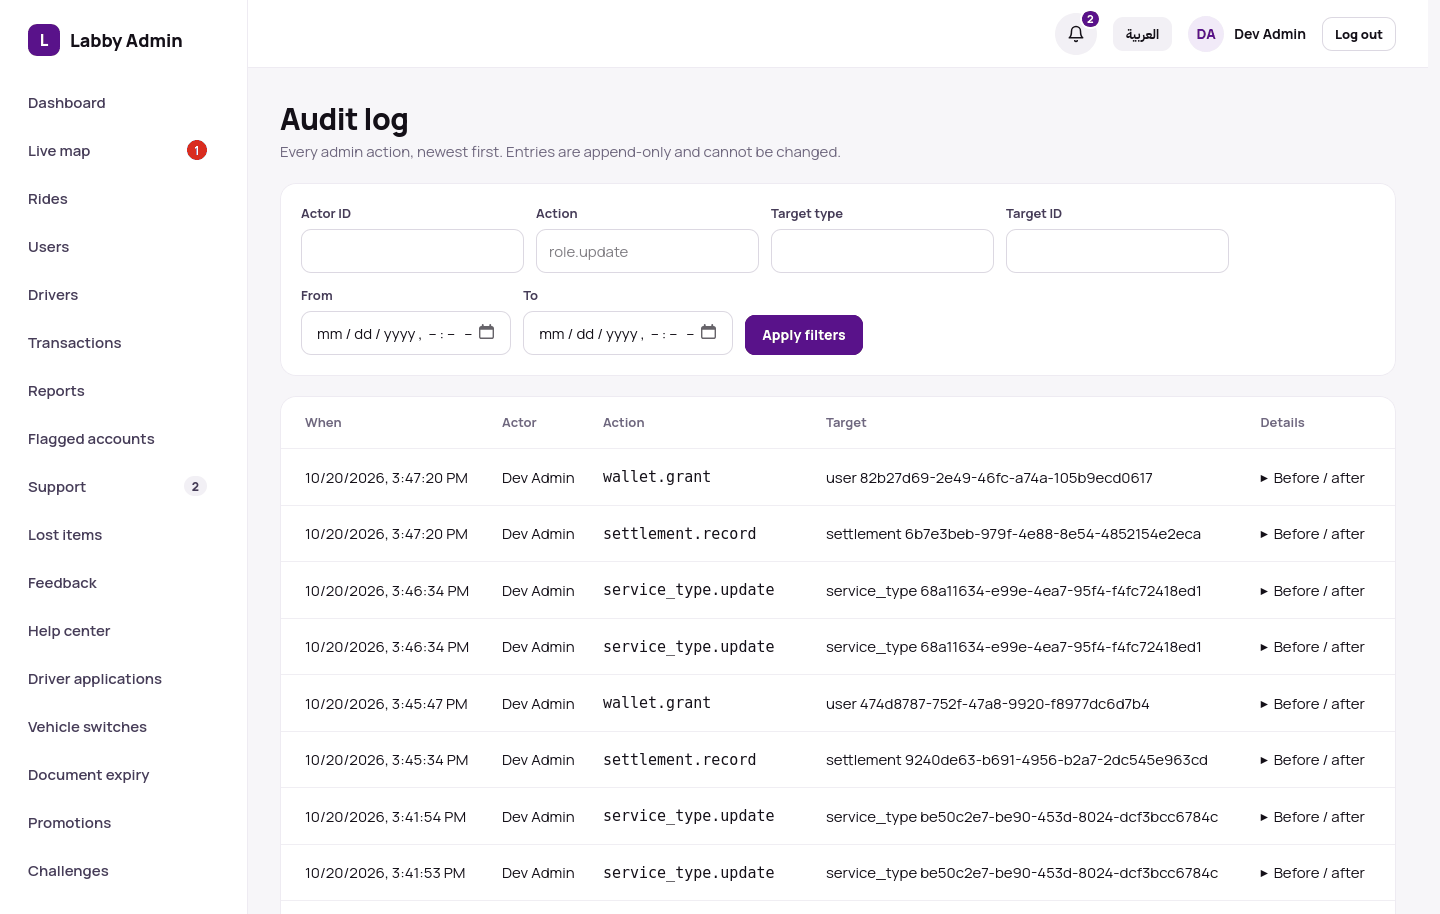 L Labby Admin
2
العربية
DA Dev Admin
Log out
Dashboard
Live map 1
Rides
Users
Drivers
Transactions
Reports
Flagged accounts
Support 2
Lost items
Feedback
Help center
Driver applications
Vehicle switches
Document expiry
Promotions
Challenges
Audit log
Every admin action, newest first. Entries are append-only and cannot be changed.
Actor ID Action Target type Target ID
role.update
From To
mm / dd / yyyy , – : – – mm / dd / yyyy , – : – – Apply filters
When Actor Action Target Details
10/20/2026, 3:47:20 PM Dev Admin wallet.grant user 82b27d69-2e49-46fc-a74a-105b9ecd0617 ▸ Before / after
10/20/2026, 3:47:20 PM Dev Admin settlement.record settlement 6b7e3beb-979f-4e88-8e54-4852154e2eca ▸ Before / after
10/20/2026, 3:46:34 PM Dev Admin service_type.update service_type 68a11634-e99e-4ea7-95f4-f4fc72418ed1 ▸ Before / after
10/20/2026, 3:46:34 PM Dev Admin service_type.update service_type 68a11634-e99e-4ea7-95f4-f4fc72418ed1 ▸ Before / after
10/20/2026, 3:45:47 PM Dev Admin wallet.grant user 474d8787-752f-47a8-9920-f8977dc6d7b4 ▸ Before / after
10/20/2026, 3:45:34 PM Dev Admin settlement.record settlement 9240de63-b691-4956-b2a7-2dc545e963cd ▸ Before / after
10/20/2026, 3:41:54 PM Dev Admin service_type.update service_type be50c2e7-be90-453d-8024-dcf3bcc6784c ▸ Before / after
10/20/2026, 3:41:53 PM Dev Admin service_type.update service_type be50c2e7-be90-453d-8024-dcf3bcc6784c ▸ Before / after